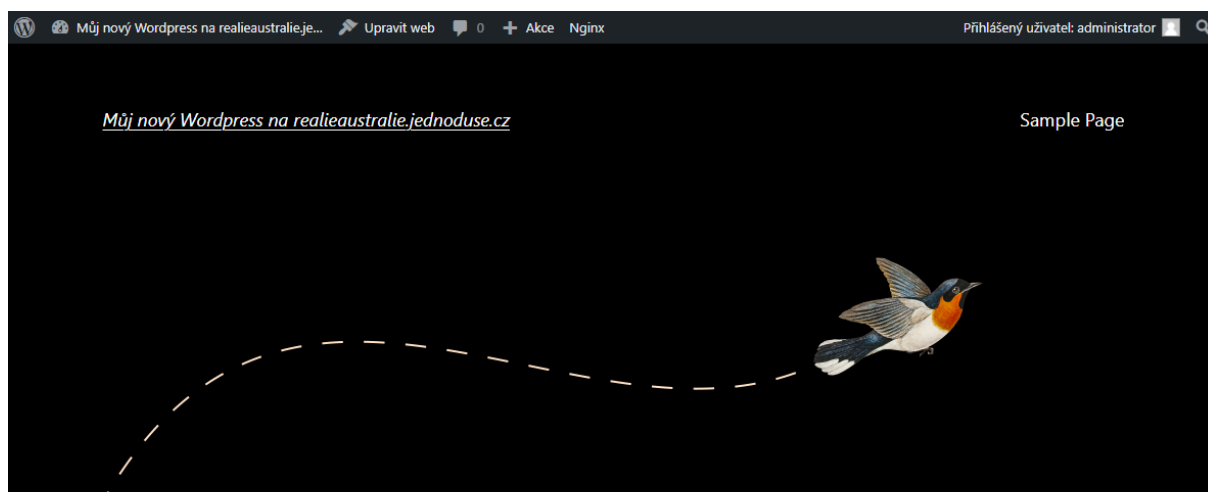 Můj nový Wordpress na realieaustralie.je... Upravit web 0 Akce Nginx Přihlášený uživatel: administrator
Můj nový Wordpress na realieaustralie.jednoduse.cz Sample Page